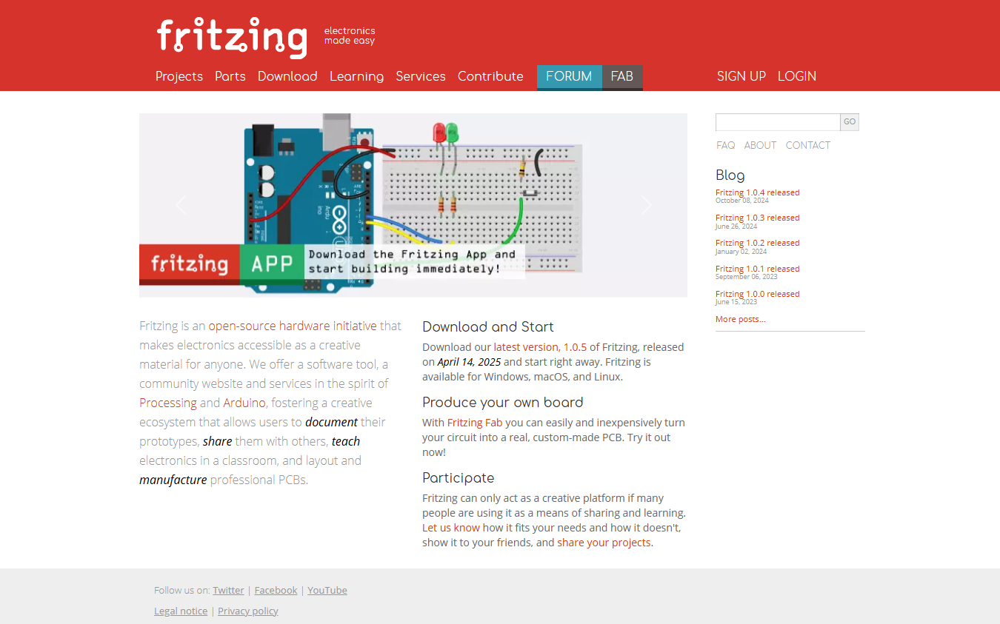 fritzing
electronics
made easy
Projects Parts Download Learning Services Contribute FORUM FAB SIGN UP LOGIN
GO
FAQ ABOUT CONTACT
fritzing APP
Download the Fritzing App and
start building immediately!
Blog
Fritzing 1.0.4 released
October 08, 2024
Fritzing 1.0.3 released
June 26, 2024
Fritzing 1.0.2 released
January 02, 2024
Fritzing 1.0.1 released
September 06, 2023
Fritzing 1.0.0 released
June 15, 2023
More posts...
Fritzing is an open-source hardware initiative that
makes electronics accessible as a creative
material for anyone. We offer a software tool, a
community website and services in the spirit of
Processing and Arduino, fostering a creative
ecosystem that allows users to document their
prototypes, share them with others, teach
electronics in a classroom, and layout and
manufacture professional PCBs.
Download and Start
Download our latest version, 1.0.5 of Fritzing, released
on April 14, 2025 and start right away. Fritzing is
available for Windows, macOS, and Linux.
Produce your own board
With Fritzing Fab you can easily and inexpensively turn
your circuit into a real, custom-made PCB. Try it out
now!
Participate
Fritzing can only act as a creative platform if many
people are using it as a means of sharing and learning.
Let us know how it fits your needs and how it doesn't,
show it to your friends, and share your projects.
Follow us on: Twitter | Facebook | YouTube
Legal notice | Privacy policy